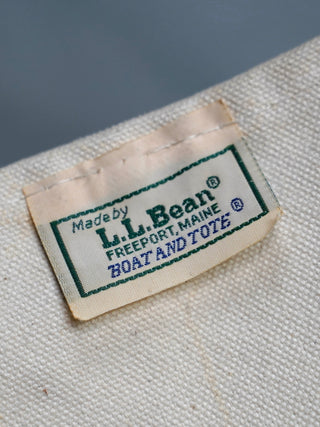 Made by
L.L.Bean®
FREEPORT, MAINE
BOAT AND TOTE®